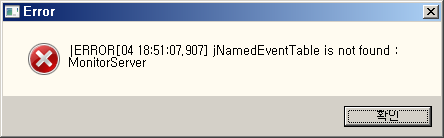 Error
|ERROR[04 18:51:07,907] jNamedEventTable is not found :
MonitorServer
확인